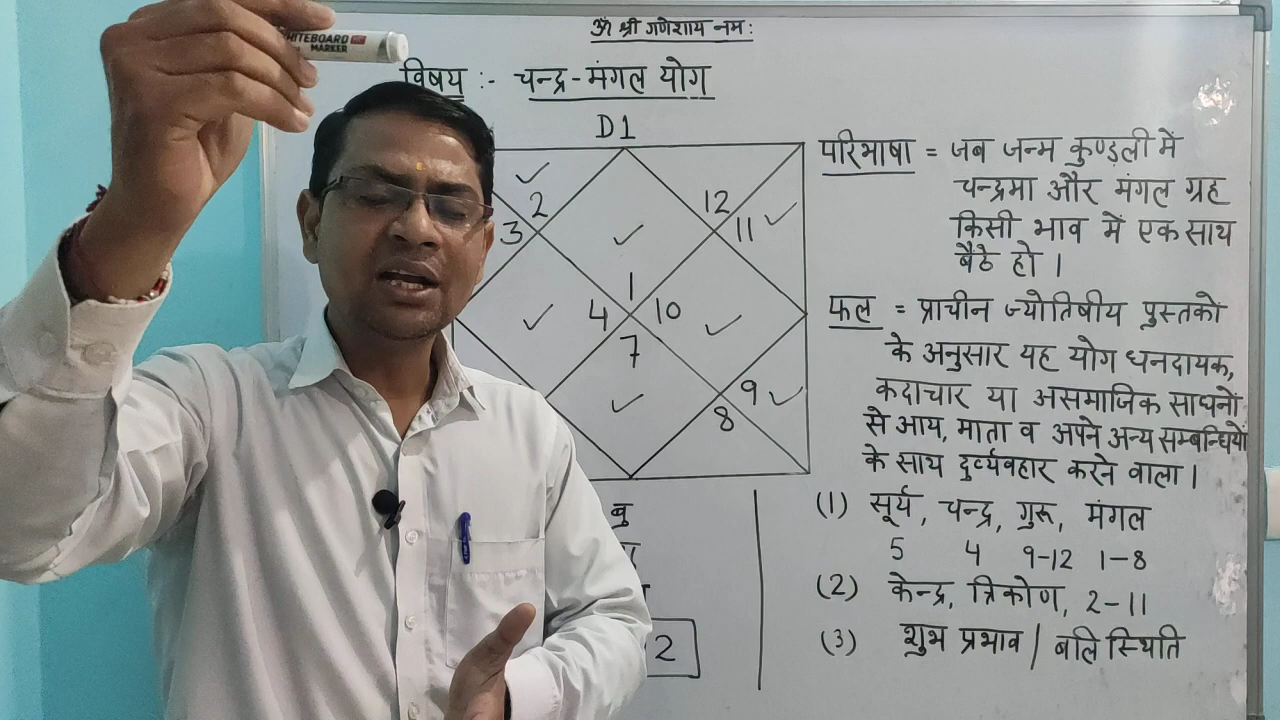 WHITEBOARD
MARKER
ॐ श्री गणेशाय नमः
विषय :- चन्द्र-मंगल योग
D1
2
3
12
11
1
4
10
7
9
8
परिभाषा = जब जन्म कुण्डली में
चन्द्रमा और मंगल ग्रह
किसी भाव में एक साथ
बैठे हो ।
फल = प्राचीन ज्योतिषीय पुस्तको
के अनुसार यह योग धनदायक,
कदाचार या असमाजिक साधनो
से आय, माता व अपने अन्य सम्बन्धियो
के साथ दुर्व्यवहार करने वाला ।
(1) सूर्य, चन्द्र, गुरू, मंगल
5 4 9-12 1-8
(2) केन्द्र, त्रिकोण, 2-11
(3) शुभ प्रभाव / बलि स्थिति
बु
2